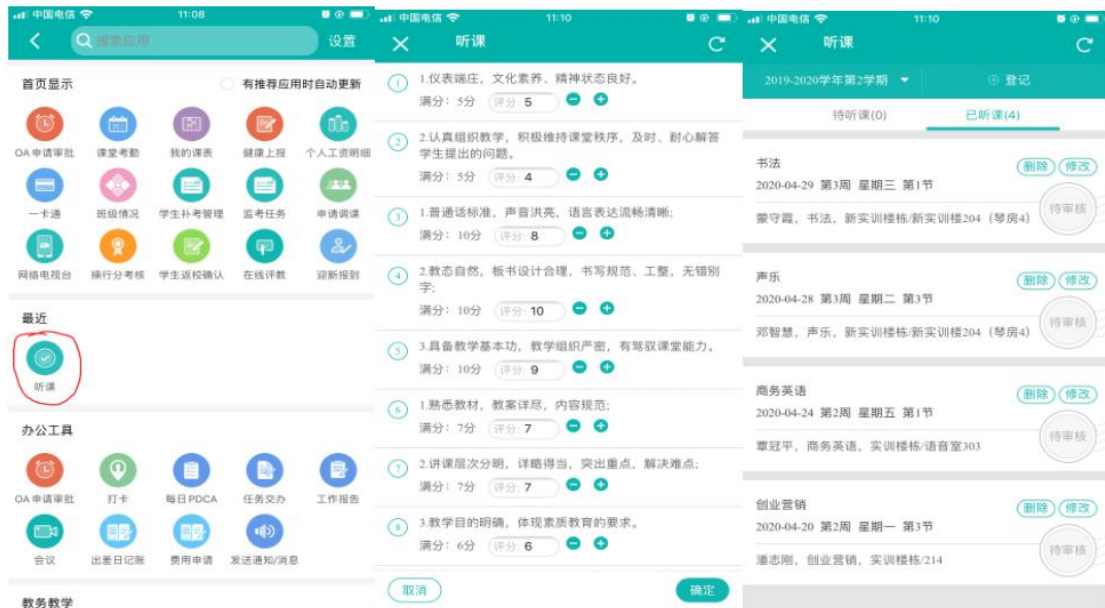 中国电信 11:08
搜索应用 设置
首页显示 有推荐应用时自动更新
OA申请审批 课堂考勤 我的课表 健康上报 个人工资明细
一卡通 班级情况 学生补考管理 监考任务 申请调课
网络电视台 操行分考核 学生返校确认 在线评教 迎新报到
最近
听课
办公工具
OA申请审批 打卡 每日PDCA 任务交办 工作报告
会议 出差日记账 费用申请 发送通知/消息
教务教学
中国电信 11:10
听课
1 1.仪表端庄，文化素养、精神状态良好。
满分：5分 评分: 5
2 2.认真组织教学，积极维持课堂秩序，及时、耐心解答
学生提出的问题。
满分：5分 评分: 4
3 1.普通话标准，声音洪亮，语言表达流畅清晰;
满分：10分 评分: 8
4 2.教态自然，板书设计合理，书写规范、工整，无错别
字;
满分：10分 评分: 10
5 3.具备教学基本功，教学组织严密，有驾驭课堂能力。
满分：10分 评分: 9
6 1.熟悉教材，教案详尽，内容规范;
满分：7分 评分: 7
7 2.讲课层次分明，详略得当，突出重点，解决难点;
满分：7分 评分: 7
8 3.教学目的明确，体现素质教育的要求。
满分：6分 评分: 6
取消 确定
中国电信 11:10
听课
2019-2020学年第2学期 登记
待听课(0) 已听课(4)
书法 删除 修改
2020-04-29 第3周 星期三 第1节
待审核
蒙守霞，书法，新实训楼栋/新实训楼204（琴房4）
声乐 删除 修改
2020-04-28 第3周 星期二 第3节
待审核
邓智慧，声乐，新实训楼栋/新实训楼204（琴房4）
商务英语 删除 修改
2020-04-24 第2周 星期五 第1节
待审核
覃冠平，商务英语，实训楼栋/语音室303
创业营销 删除 修改
2020-04-20 第2周 星期一 第3节
待审核
潘志刚，创业营销，实训楼栋/214